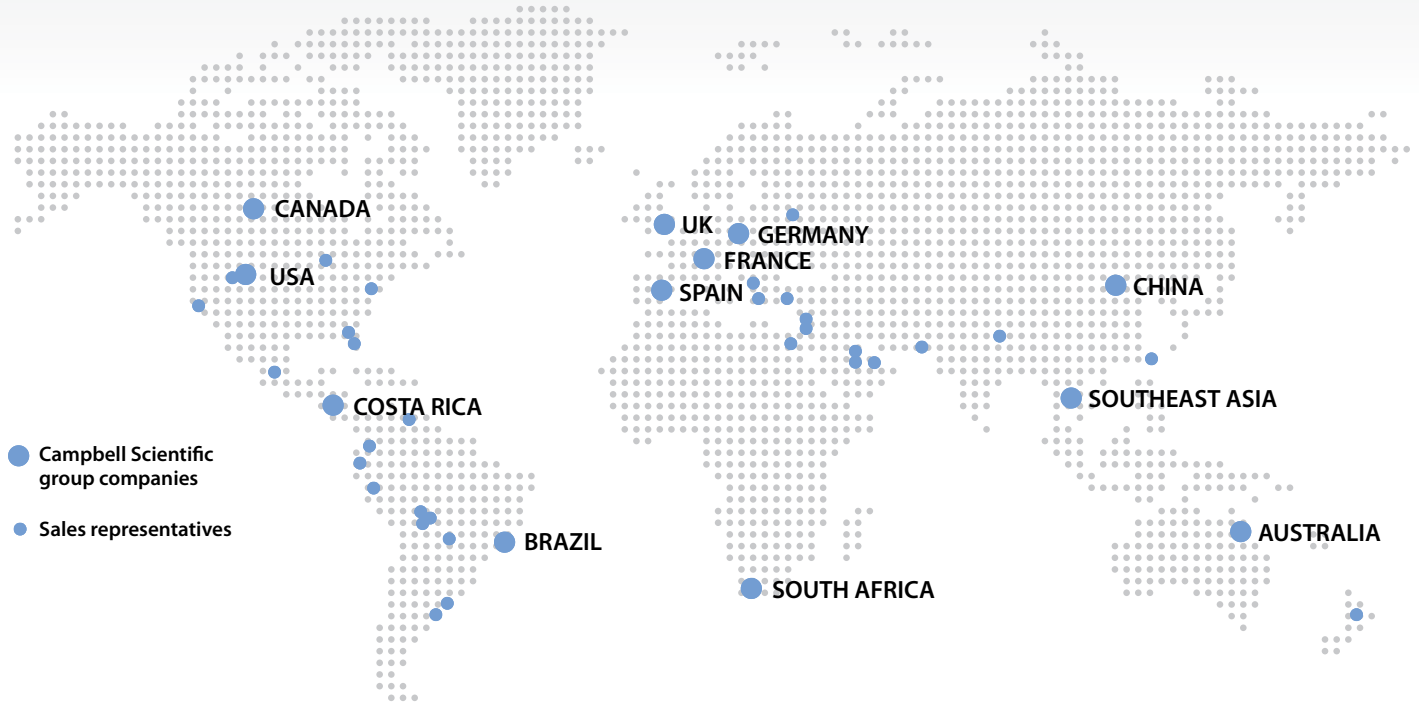 CANADA
UK
GERMANY
FRANCE
USA
SPAIN
CHINA
COSTA RICA
SOUTHEAST ASIA
Campbell Scientific
group companies
Sales representatives
BRAZIL
AUSTRALIA
SOUTH AFRICA